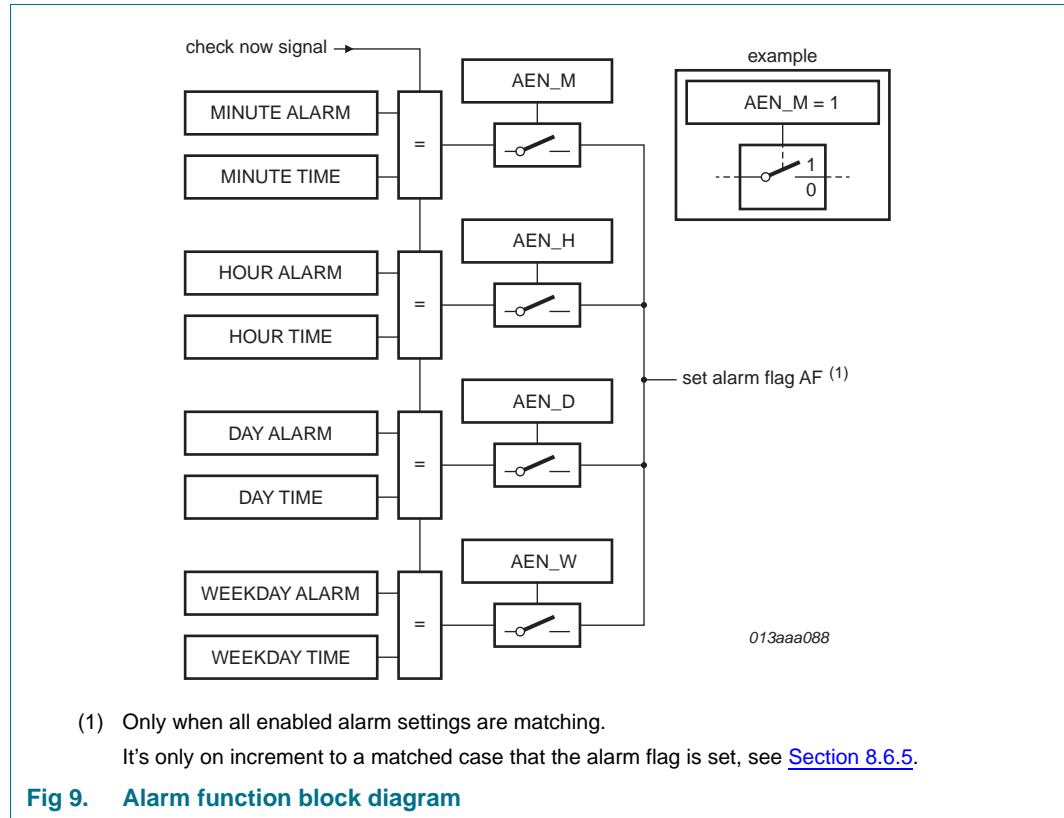 check now signal
example
AEN_M
AEN_M = 1
MINUTE ALARM
=
1
MINUTE TIME
0
AEN_H
HOUR ALARM
=
HOUR TIME
set alarm flag AF (1)
AEN_D
DAY ALARM
=
DAY TIME
AEN_W
WEEKDAY ALARM
=
013aaa088
WEEKDAY TIME
(1) Only when all enabled alarm settings are matching.
It's only on increment to a matched case that the alarm flag is set, see Section 8.6.5.
Fig 9. Alarm function block diagram